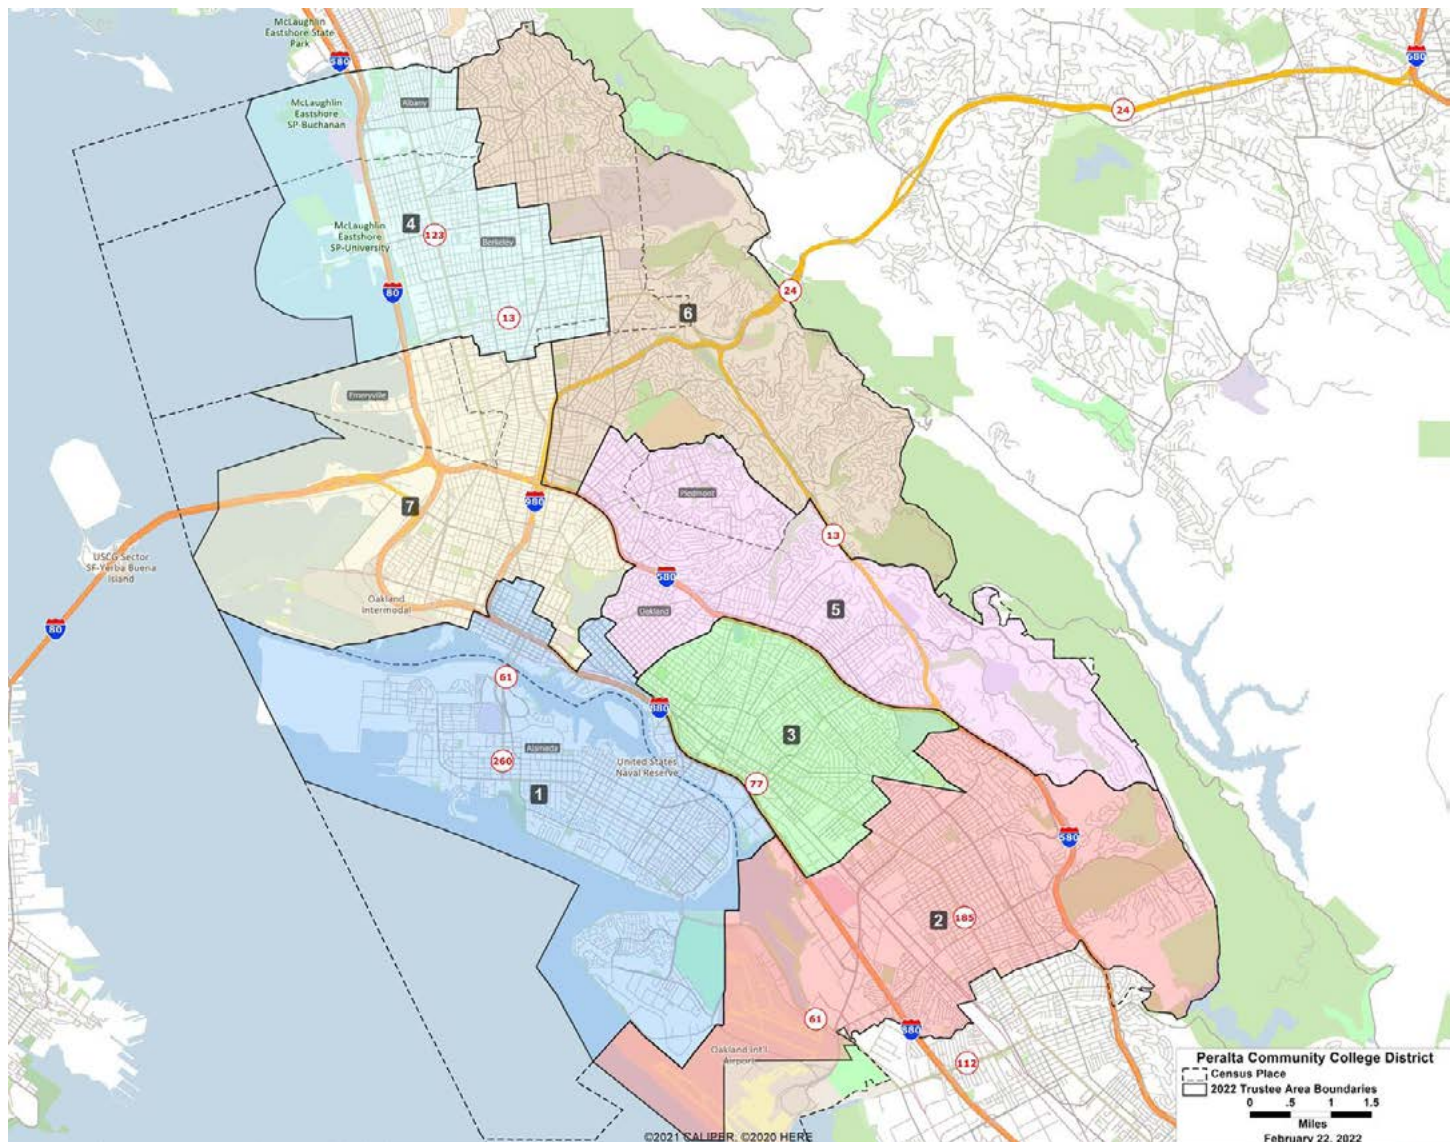 McLaughlin
Eastshore State
Park
580
680
McLaughlin
Eastshore
SP-Buchanan
Albany
24
4
123
McLaughlin
Eastshore
SP-University
Berkeley
80
24
13
6
Emeryville
Piedmont
7
980
13
USCG Sector
SF-Yerba Buena
Island
580
Oakland
Intermodal
Oakland
5
80
61
880
3
Alameda
260
United States
Naval Reserve
77
1
580
2
185
61
880
Oakland Int'l
Airport
112
Peralta Community College District
Census Place
2022 Trustee Area Boundaries
0 .5 1 1.5
Miles
February 22, 2022
©2021 CALIPER, ©2020 HERE